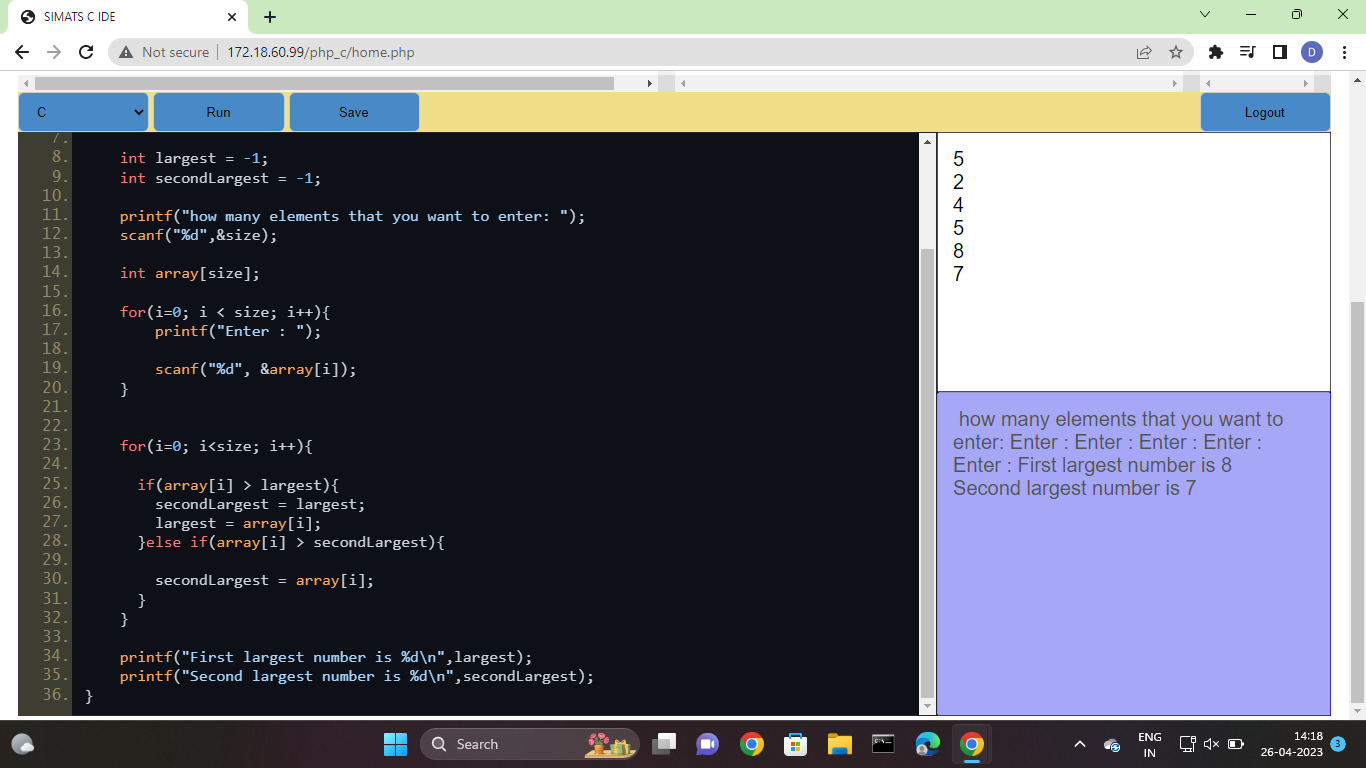 SIMATS C IDE
Not secure
172.18.60.99/php_c/home.php
D
C
Run
Save
Logout
7.
8. int largest = -1;
9. int secondLargest = -1;
10.
11. printf("how many elements that you want to enter: ");
12. scanf("%d",&size);
13.
14. int array[size];
15.
16. for(i=0; i < size; i++){
17. printf("Enter : ");
18.
19. scanf("%d", &array[i]);
20. }
21.
22.
23. for(i=0; i<size; i++){
24.
25. if(array[i] > largest){
26. secondLargest = largest;
27. largest = array[i];
28. }else if(array[i] > secondLargest){
29.
30. secondLargest = array[i];
31. }
32. }
33.
34. printf("First largest number is %d\n",largest);
35. printf("Second largest number is %d\n",secondLargest);
36. }
5
2
4
5
8
7
how many elements that you want to
enter: Enter : Enter : Enter : Enter :
Enter : First largest number is 8
Second largest number is 7
Search
ENG
IN
14:18
26-04-2023
3